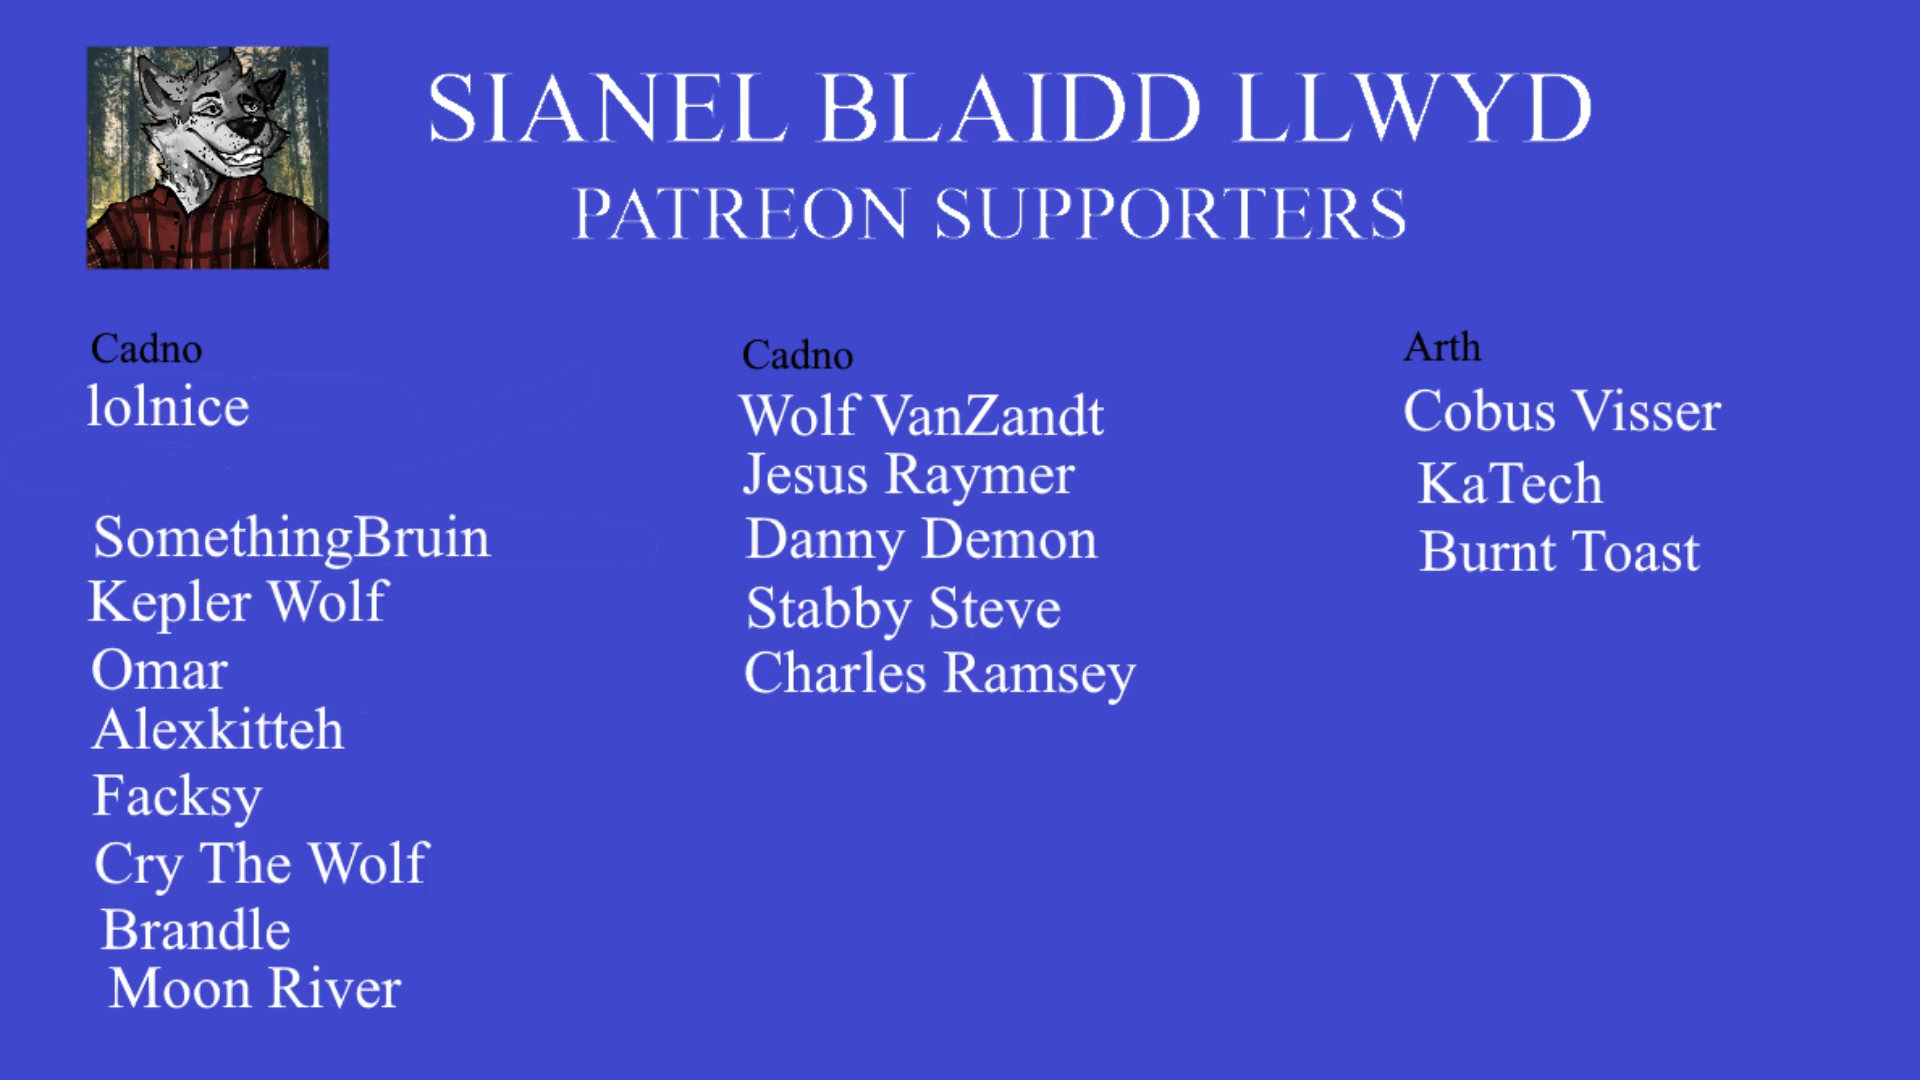 SIANEL BLAIDD LLWYD
PATREON SUPPORTERS
Cadno
lolnice
SomethingBruin
Kepler Wolf
Omar
Alexkitteh
Facksy
Cry The Wolf
Brandle
Moon River
Cadno
Wolf VanZandt
Jesus Raymer
Danny Demon
Stabby Steve
Charles Ramsey
Arth
Cobus Visser
KaTech
Burnt Toast